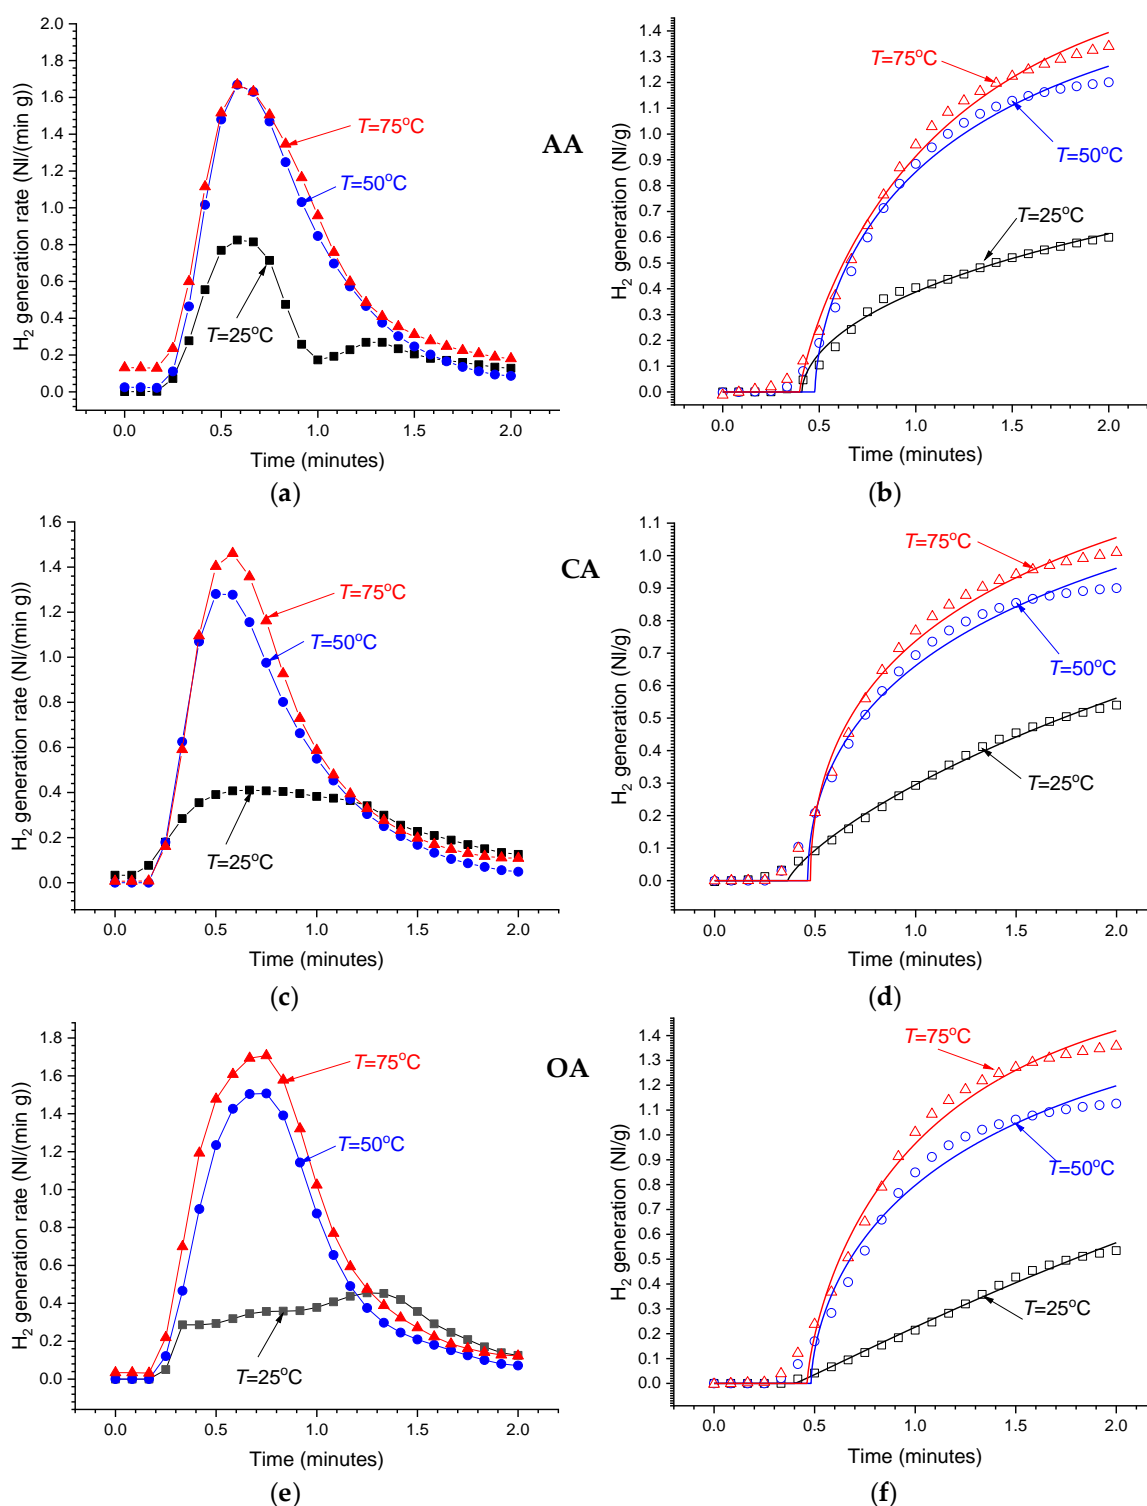 H2 generation rate (Nl/(min g))
2.0
1.8
1.6
1.4
1.2
1.0
0.8
0.6
0.4
0.2
0.0
T=75°C
T=50°C
T=25°C
0.0 0.5 1.0 1.5 2.0
Time (minutes)
(a)
AA
H2 generation (Nl/g)
1.4
1.3
1.2
1.1
1.0
0.9
0.8
0.7
0.6
0.5
0.4
0.3
0.2
0.1
0.0
T=75°C
T=50°C
T=25°C
0.0 0.5 1.0 1.5 2.0
Time (minutes)
(b)
H2 generation rate (Nl/(min g))
1.6
1.4
1.2
1.0
0.8
0.6
0.4
0.2
0.0
T=75°C
T=50°C
T=25°C
0.0 0.5 1.0 1.5 2.0
Time (minutes)
(c)
CA
H2 generation (Nl/g)
1.1
1.0
0.9
0.8
0.7
0.6
0.5
0.4
0.3
0.2
0.1
0.0
T=75°C
T=50°C
T=25°C
0.0 0.5 1.0 1.5 2.0
Time (minutes)
(d)
H2 generation rate (Nl/(min g))
1.8
1.6
1.4
1.2
1.0
0.8
0.6
0.4
0.2
0.0
T=75°C
T=50°C
T=25°C
0.0 0.5 1.0 1.5 2.0
Time (minutes)
(e)
OA
H2 generation (Nl/g)
1.4
1.3
1.2
1.1
1.0
0.9
0.8
0.7
0.6
0.5
0.4
0.3
0.2
0.1
0.0
T=75°C
T=50°C
T=25°C
0.0 0.5 1.0 1.5 2.0
Time (minutes)
(f)